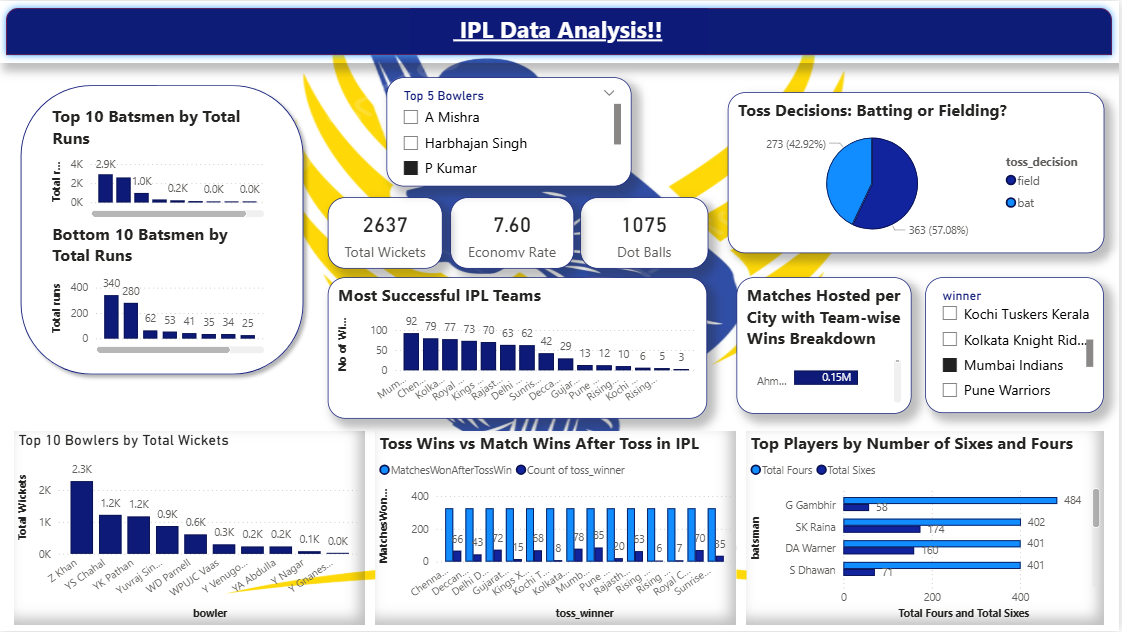 IPL Data Analysis!!
Top 10 Batsmen by Total
Runs
Total r...
4K
2K
0K
2.9K
1.0K
0.2K
0.0K
0.0K
Bottom 10 Batsmen by
Total Runs
Total runs
400
200
0
340
280
62
53
41
35
34
25
Top 5 Bowlers
A Mishra
Harbhajan Singh
P Kumar
2637
Total Wickets
7.60
Economy Rate
1075
Dot Balls
Toss Decisions: Batting or Fielding?
273 (42.92%)
363 (57.08%)
toss_decision
field
bat
Most Successful IPL Teams
No of Wi...
100
50
0
92
79
77
73
70
63
62
42
29
13
12
10
6
5
3
Mum...
Chen...
Kolka...
Royal ...
Kings ...
Rajast...
Delhi ...
Sunris...
Decca...
Gujar...
Pune ...
Rising...
Kochi ...
Rising...
Matches Hosted per
City with Team-wise
Wins Breakdown
Ahm...
0.15M
winner
Kochi Tuskers Kerala
Kolkata Knight Rid...
Mumbai Indians
Pune Warriors
Top 10 Bowlers by Total Wickets
Total Wickets
2K
1K
0K
2.3K
1.2K
1.2K
0.9K
0.6K
0.3K
0.2K
0.2K
0.1K
0.0K
Z Khan
YS Chahal
YK Pathan
Yuvraj Sin...
WD Parnell
WPUJC Vaas
Y Venugo...
YA Abdulla
Y Nagar
Y Gnanes...
bowler
Toss Wins vs Match Wins After Toss in IPL
MatchesWonAfterTossWin
Count of toss_winner
MatchesWon...
400
200
0
66
43
72
15
68
8
78
85
20
63
6
7
70
35
Chenna...
Deccan...
Delhi D...
Gujarat...
Kings X...
Kochi T...
Kolkata...
Mumb...
Pune ...
Rajasth...
Rising ...
Rising ...
Royal C...
Sunrise...
toss_winner
Top Players by Number of Sixes and Fours
Total Fours
Total Sixes
batsman
G Gambhir
484
58
SK Raina
402
174
DA Warner
401
160
S Dhawan
401
71
0
200
400
Total Fours and Total Sixes